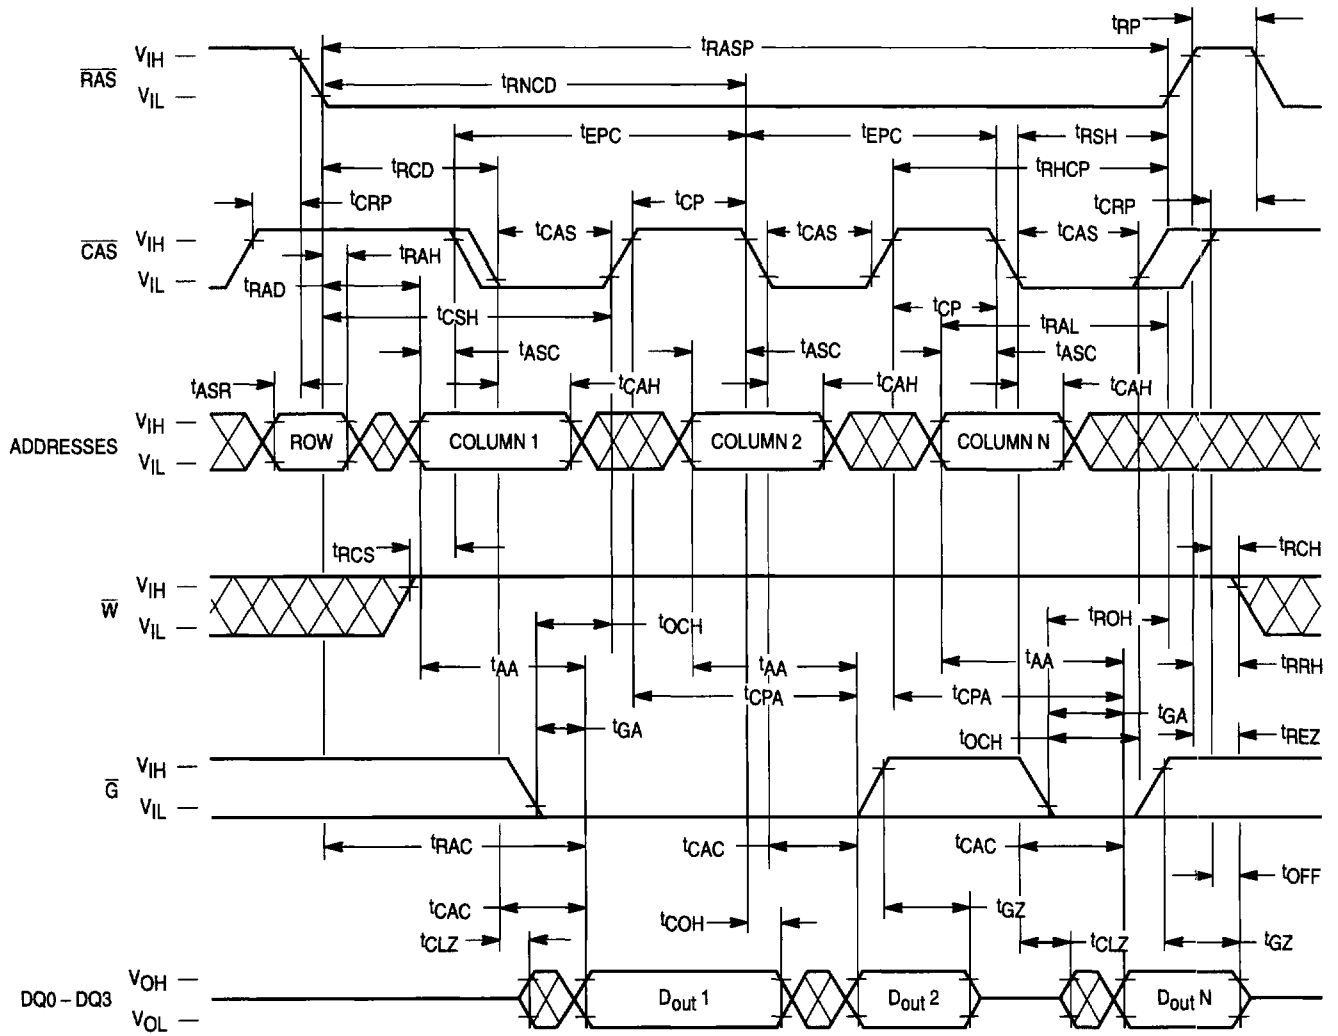 tRP
tRASP
VIH
RAS
tRNCD
VIL
tEPC
tEPC
tRSH
tRCD
tRHCP
tCRP
tCP
tCRP
tCAS
tCAS
tCAS
VIH
CAS
tRAH
VIL
tRAD
tCP
tCSH
tRAL
tASC
tASC
tASC
tASR
tCAH
tCAH
tCAH
VIH
ADDRESSES
ROW
COLUMN 1
COLUMN 2
COLUMN N
VIL
tRCS
tRCH
VIH
W
VIL
tOCH
tROH
tAA
tAA
tAA
tRRH
tCPA
tCPA
tGA
tGA
tOCH
tREZ
VIH
G
VIL
tRAC
tCAC
tCAC
tOFF
tCAC
tCOH
tGZ
tCLZ
tCLZ
tGZ
VOH
DQ0 – DQ3
Dout 1
Dout 2
Dout N
VOL